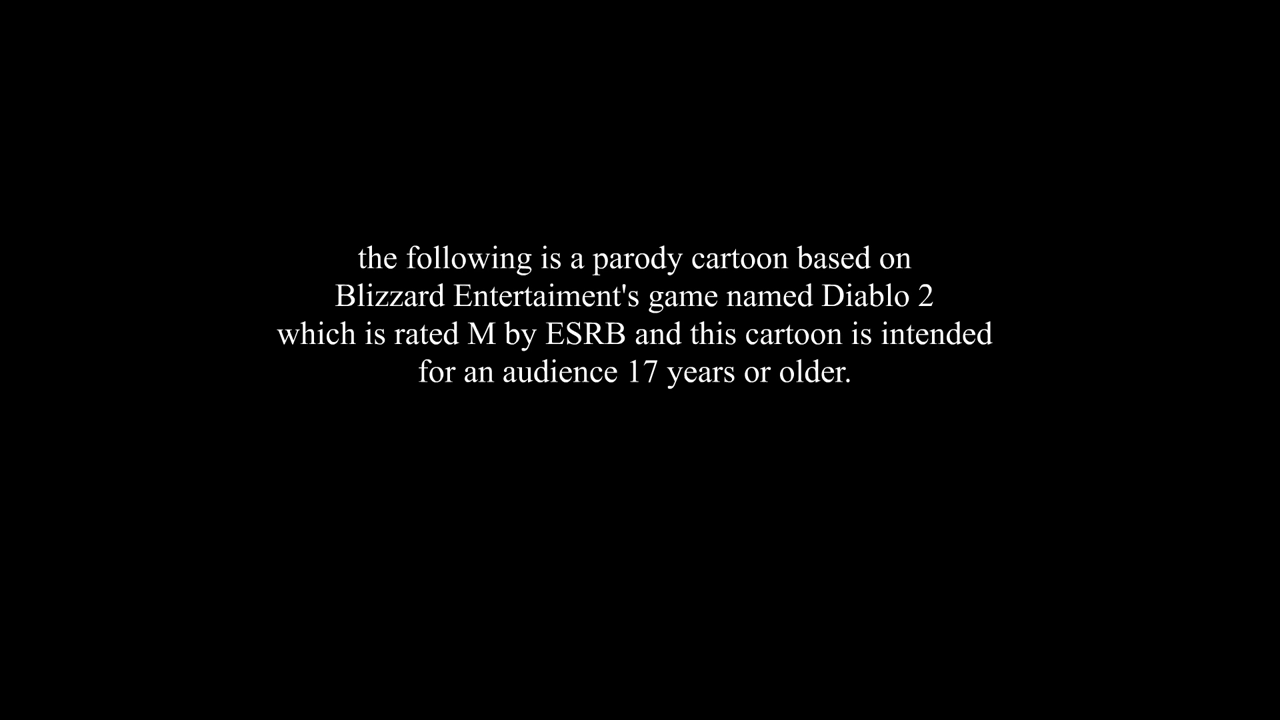 the following is a parody cartoon based on
Blizzard Entertaiment's game named Diablo 2
which is rated M by ESRB and this cartoon is intended
for an audience 17 years or older.